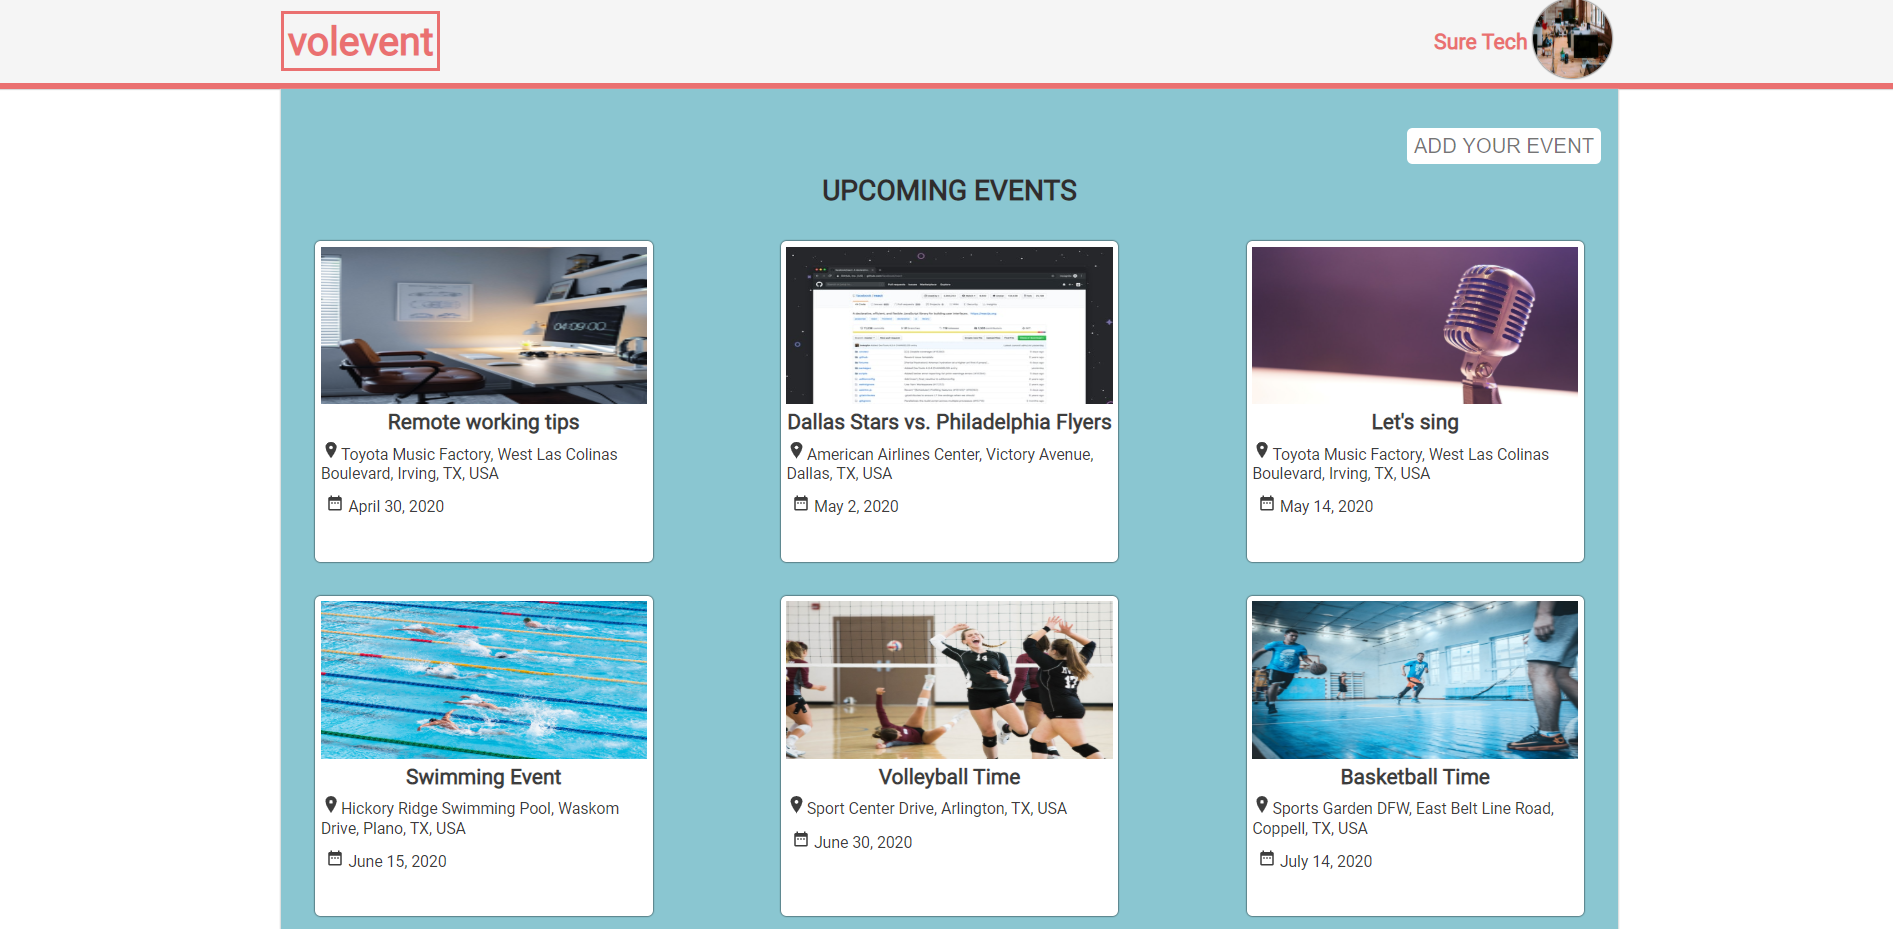 volevent
Sure Tech
ADD YOUR EVENT
UPCOMING EVENTS
04:09:00
Remote working tips
Toyota Music Factory, West Las Colinas
Boulevard, Irving, TX, USA
April 30, 2020
Dallas Stars vs. Philadelphia Flyers
American Airlines Center, Victory Avenue,
Dallas, TX, USA
May 2, 2020
Let's sing
Toyota Music Factory, West Las Colinas
Boulevard, Irving, TX, USA
May 14, 2020
Swimming Event
Hickory Ridge Swimming Pool, Waskom
Drive, Plano, TX, USA
June 15, 2020
14
17
Volleyball Time
Sport Center Drive, Arlington, TX, USA
June 30, 2020
Basketball Time
Sports Garden DFW, East Belt Line Road,
Coppell, TX, USA
July 14, 2020